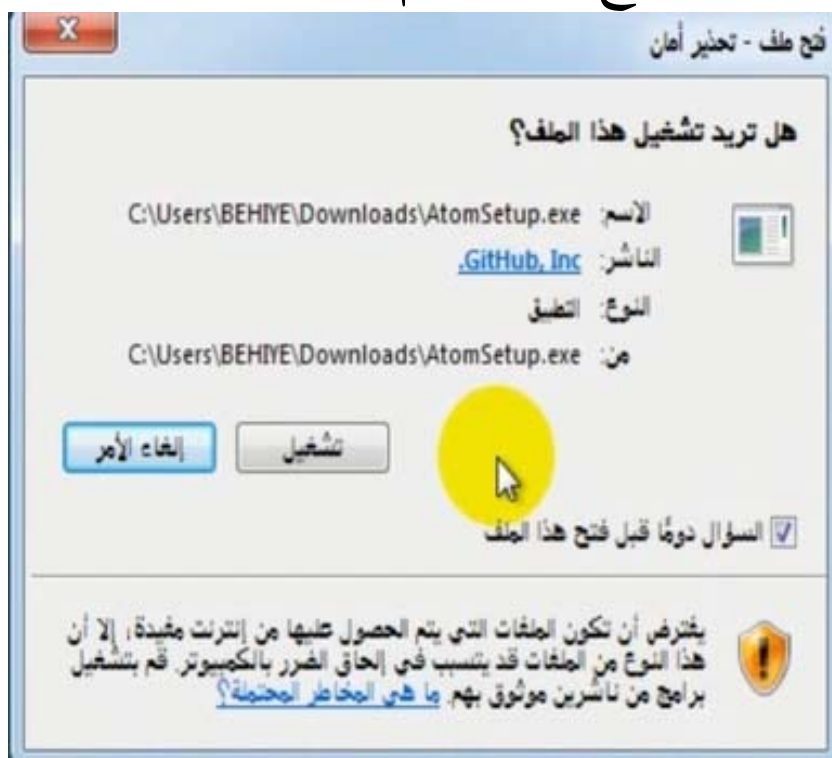 فتح ملف - تحذير أمان
هل تريد تشغيل هذا الملف؟
الاسم: C:\Users\BEHIYE\Downloads\AtomSetup.exe
الناشر: GitHub, Inc.
النوع: التطبيق
من: C:\Users\BEHIYE\Downloads\AtomSetup.exe
تشغيل
إلغاء الأمر
السؤال دومًا قبل فتح هذا الملف
يفترض أن تكون الملفات التي يتم الحصول عليها من إنترنت مفيدة، إلا أن
هذا النوع من الملفات قد يتسبب في إلحاق الضرر بالكمبيوتر. قم بتشغيل
برامج من ناشرين موثوق بهم. ما هي المخاطر المحتملة؟